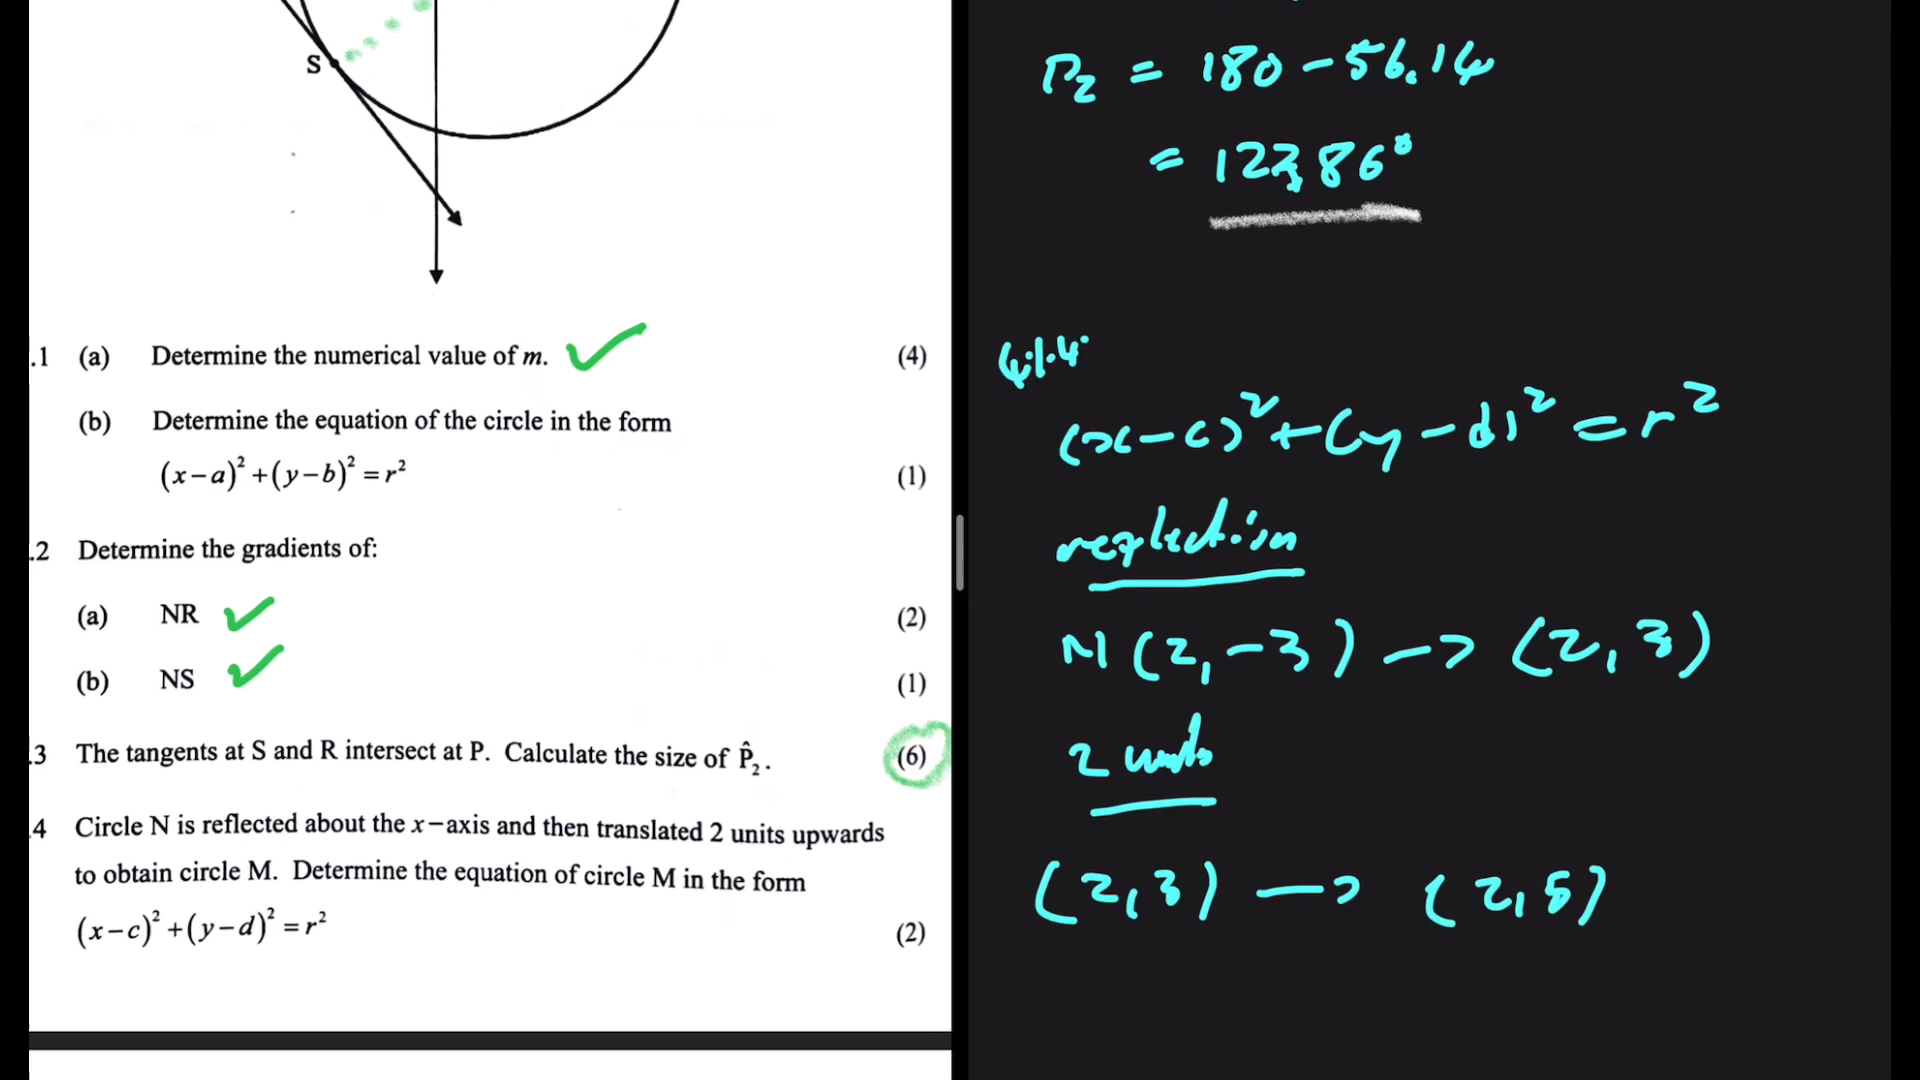 S
.1 (a) Determine the numerical value of m. (4)
(b) Determine the equation of the circle in the form
(x−a)² +(y−b)² = r² (1)
.2 Determine the gradients of:
(a) NR (2)
(b) NS (1)
.3 The tangents at S and R intersect at P. Calculate the size of P̂₂. (6)
.4 Circle N is reflected about the x−axis and then translated 2 units upwards
to obtain circle M. Determine the equation of circle M in the form
(x−c)² +(y−d)² = r² (2)
P₂ = 180 − 56.14
= 123,86°
4.1.4
(x−c)² + (y−d)² = r²
reflection
N (2, −3) → (2, 3)
2 units
(2,3) → (2,5)